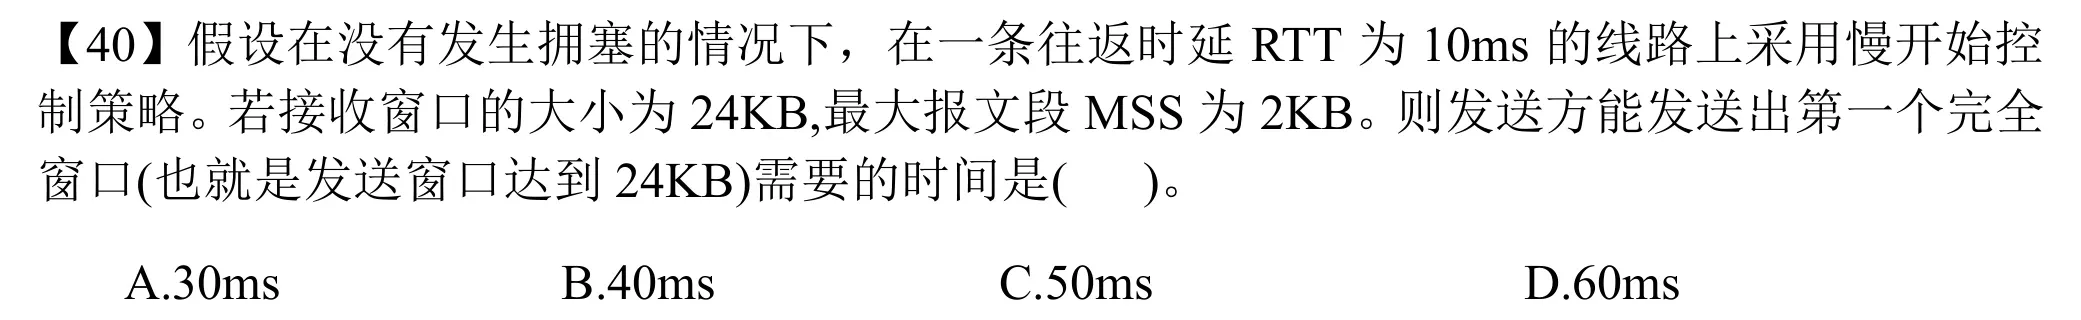 【40】假设在没有发生拥塞的情况下，在一条往返时延 RTT 为 10ms 的线路上采用慢开始控
制策略。若接收窗口的大小为 24KB,最大报文段 MSS 为 2KB。则发送方能发送出第一个完全
窗口(也就是发送窗口达到 24KB)需要的时间是(    )。
A.30ms B.40ms C.50ms D.60ms